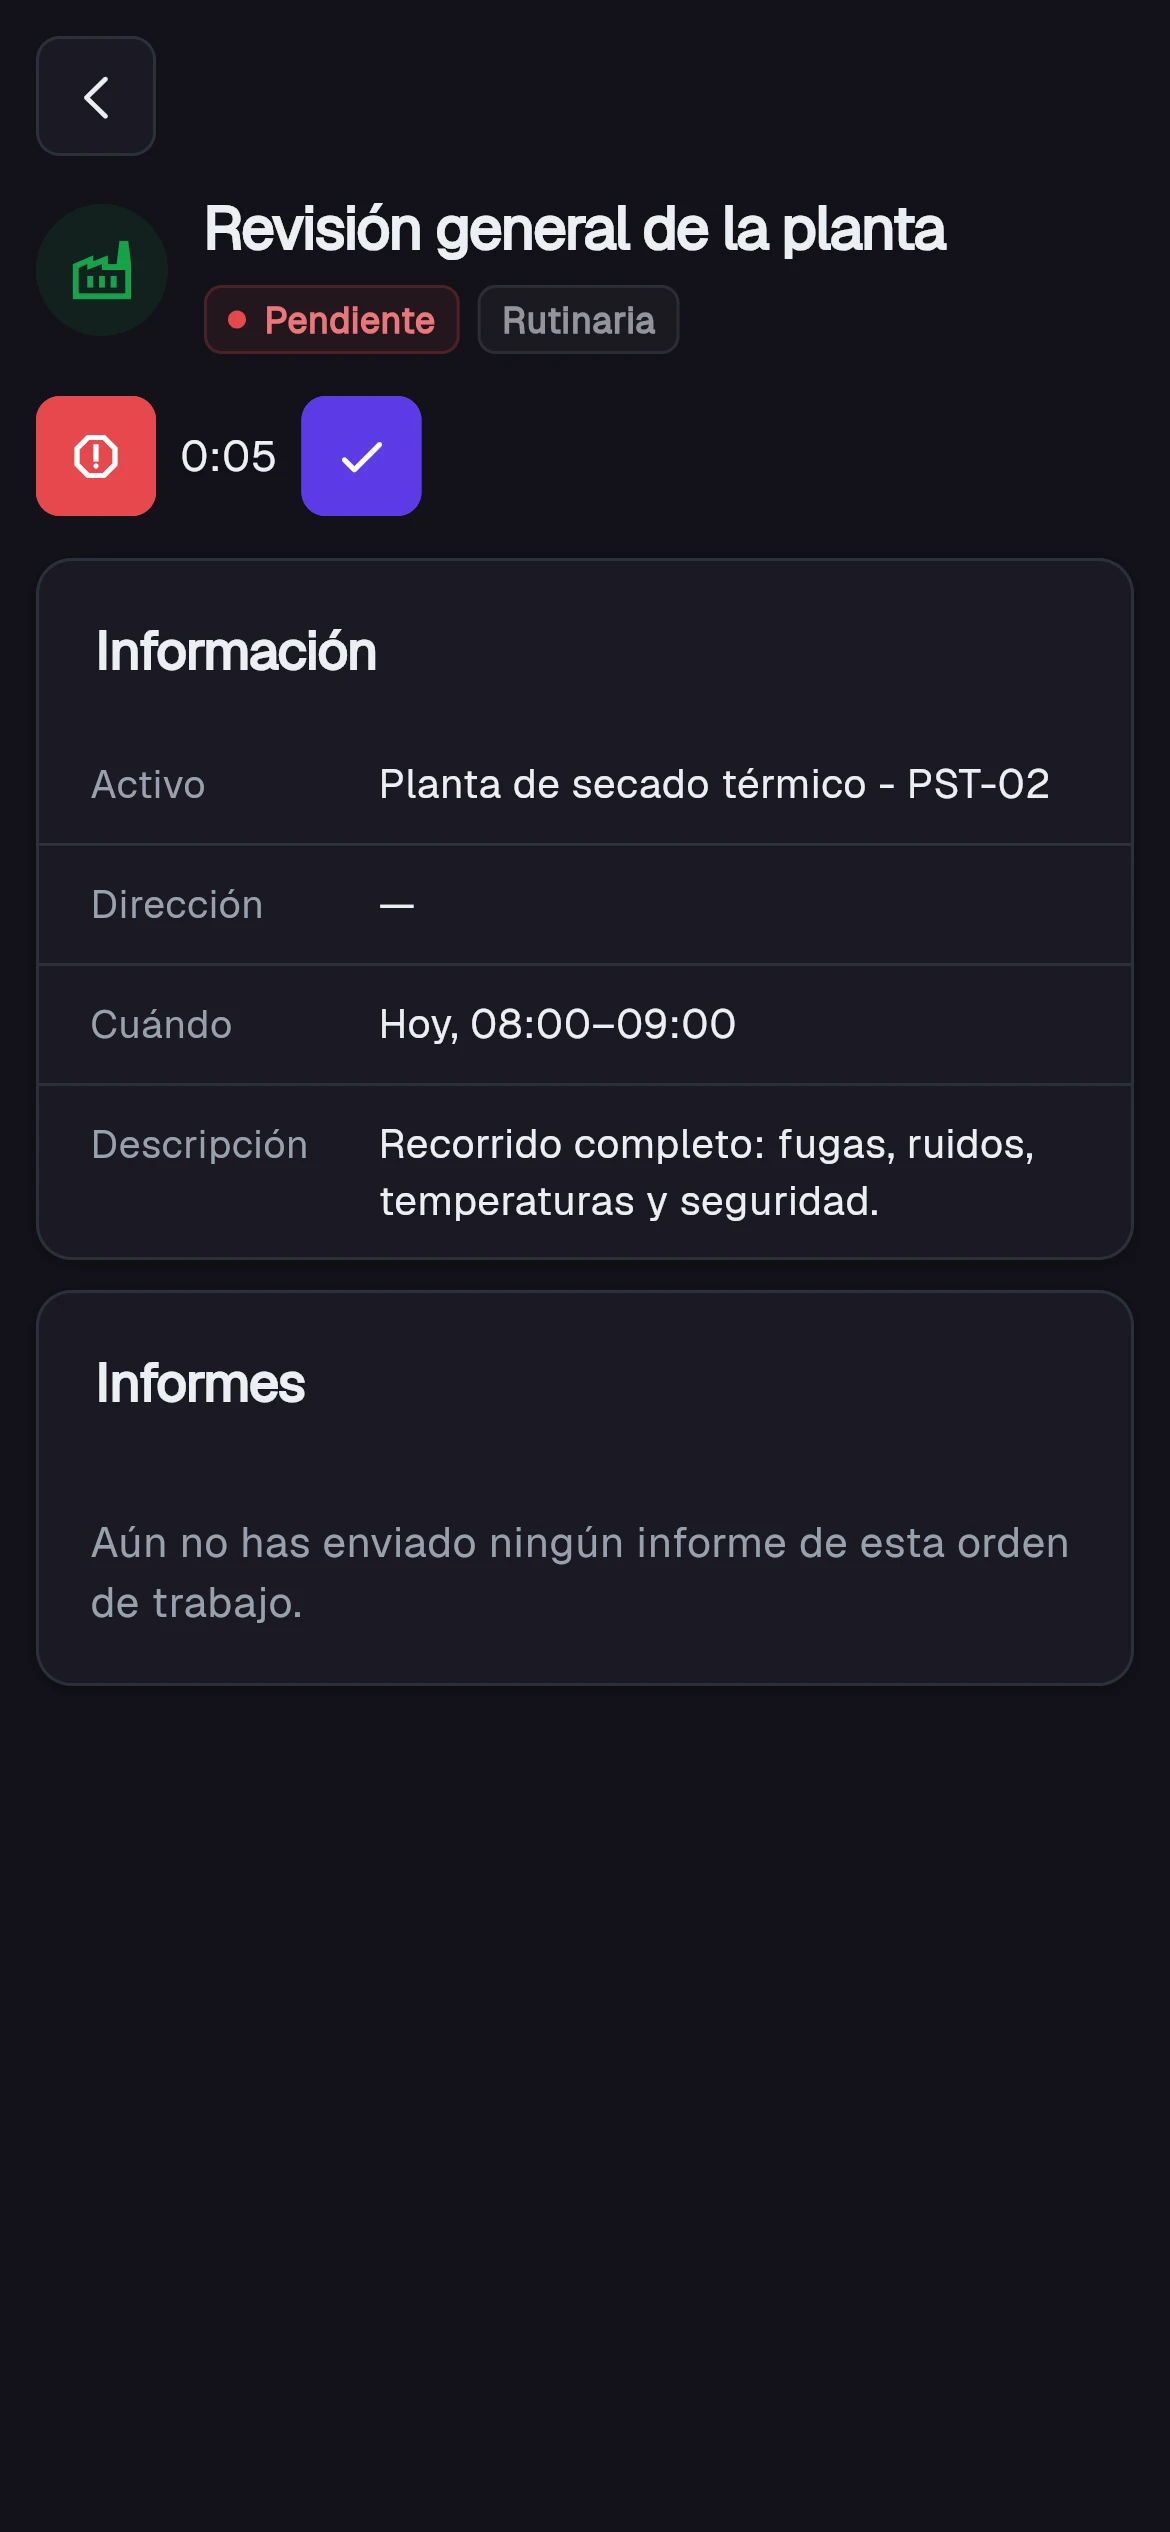 Revisión general de la planta
Pendiente
Rutinaria
0:05
Información
Activo
Planta de secado térmico - PST-02
Dirección
—
Cuándo
Hoy, 08:00–09:00
Descripción
Recorrido completo: fugas, ruidos,
temperaturas y seguridad.
Informes
Aún no has enviado ningún informe de esta orden
de trabajo.